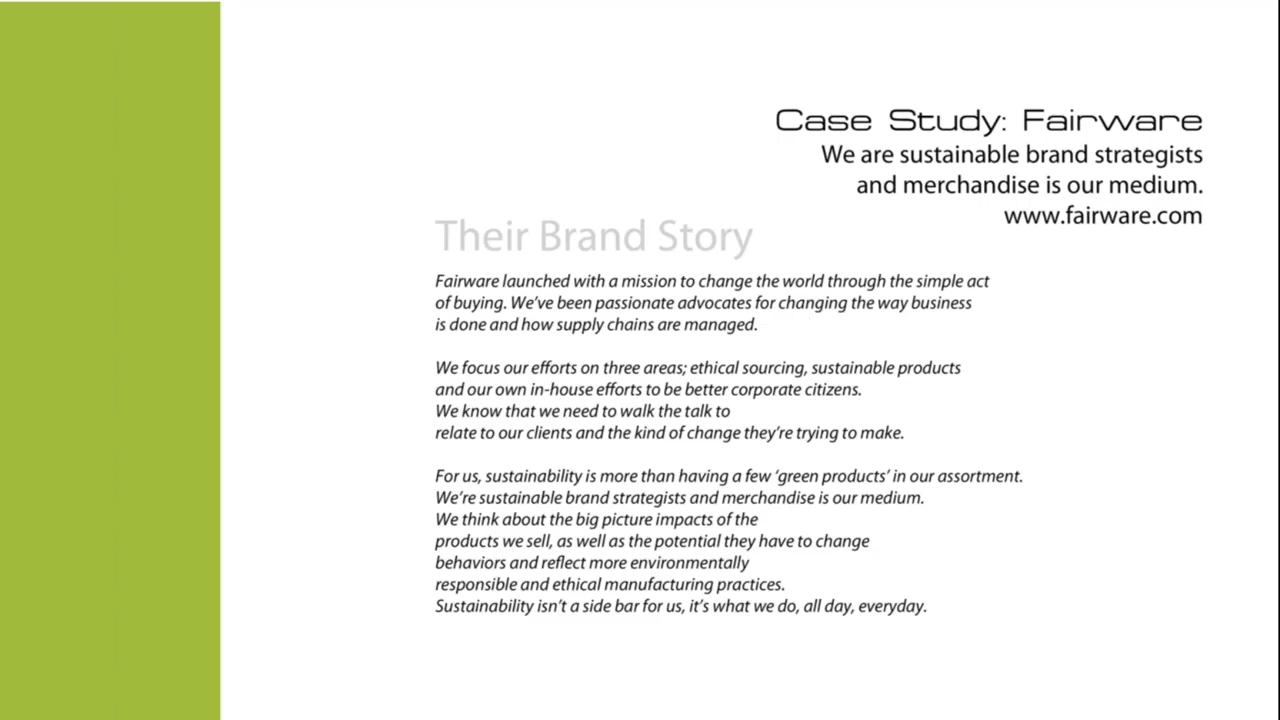 Case Study: Fairware
We are sustainable brand strategists
and merchandise is our medium.
www.fairware.com
Their Brand Story
Fairware launched with a mission to change the world through the simple act
of buying. We’ve been passionate advocates for changing the way business
is done and how supply chains are managed.
We focus our efforts on three areas; ethical sourcing, sustainable products
and our own in-house efforts to be better corporate citizens.
We know that we need to walk the talk to
relate to our clients and the kind of change they’re trying to make.
For us, sustainability is more than having a few ‘green products’ in our assortment.
We’re sustainable brand strategists and merchandise is our medium.
We think about the big picture impacts of the
products we sell, as well as the potential they have to change
behaviors and reflect more environmentally
responsible and ethical manufacturing practices.
Sustainability isn’t a side bar for us, it’s what we do, all day, everyday.